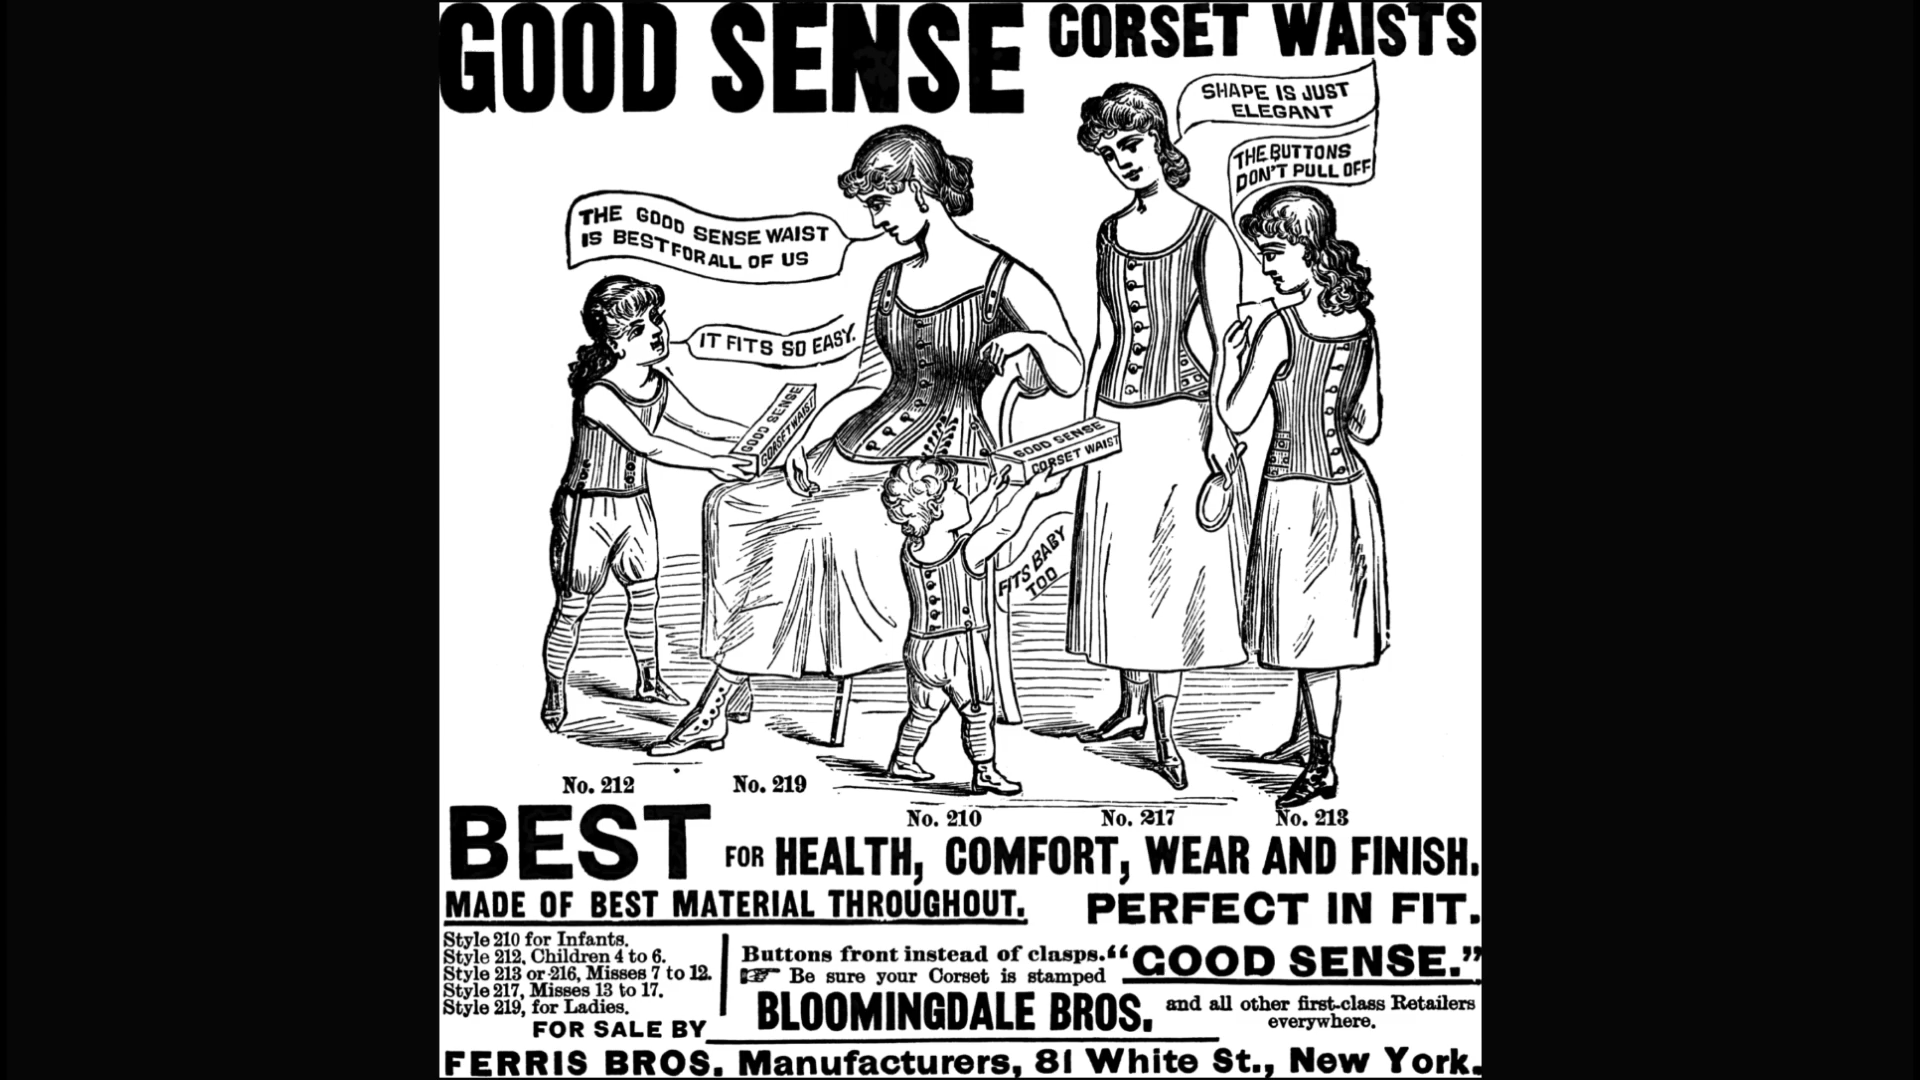 GOOD SENSE CORSET WAISTS
SHAPE IS JUST
ELEGANT
THE BUTTONS
DON'T PULL OFF
THE GOOD SENSE WAIST
IS BEST FOR ALL OF US
IT FITS SO EASY.
GOOD SENSE
CORSET WAIST
GOOD SENSE
CORSET WAIST
FITS BABY
TOO
No. 212
No. 219
No. 210
No. 217
No. 213
BEST FOR HEALTH, COMFORT, WEAR AND FINISH.
MADE OF BEST MATERIAL THROUGHOUT. PERFECT IN FIT.
Style 210 for Infants.
Style 212, Children 4 to 6.
Style 213 or 216, Misses 7 to 12.
Style 217, Misses 13 to 17.
Style 219, for Ladies.
Buttons front instead of clasps.
Be sure your Corset is stamped "GOOD SENSE."
FOR SALE BY BLOOMINGDALE BROS. and all other first-class Retailers
everywhere.
FERRIS BROS. Manufacturers, 81 White St., New York.